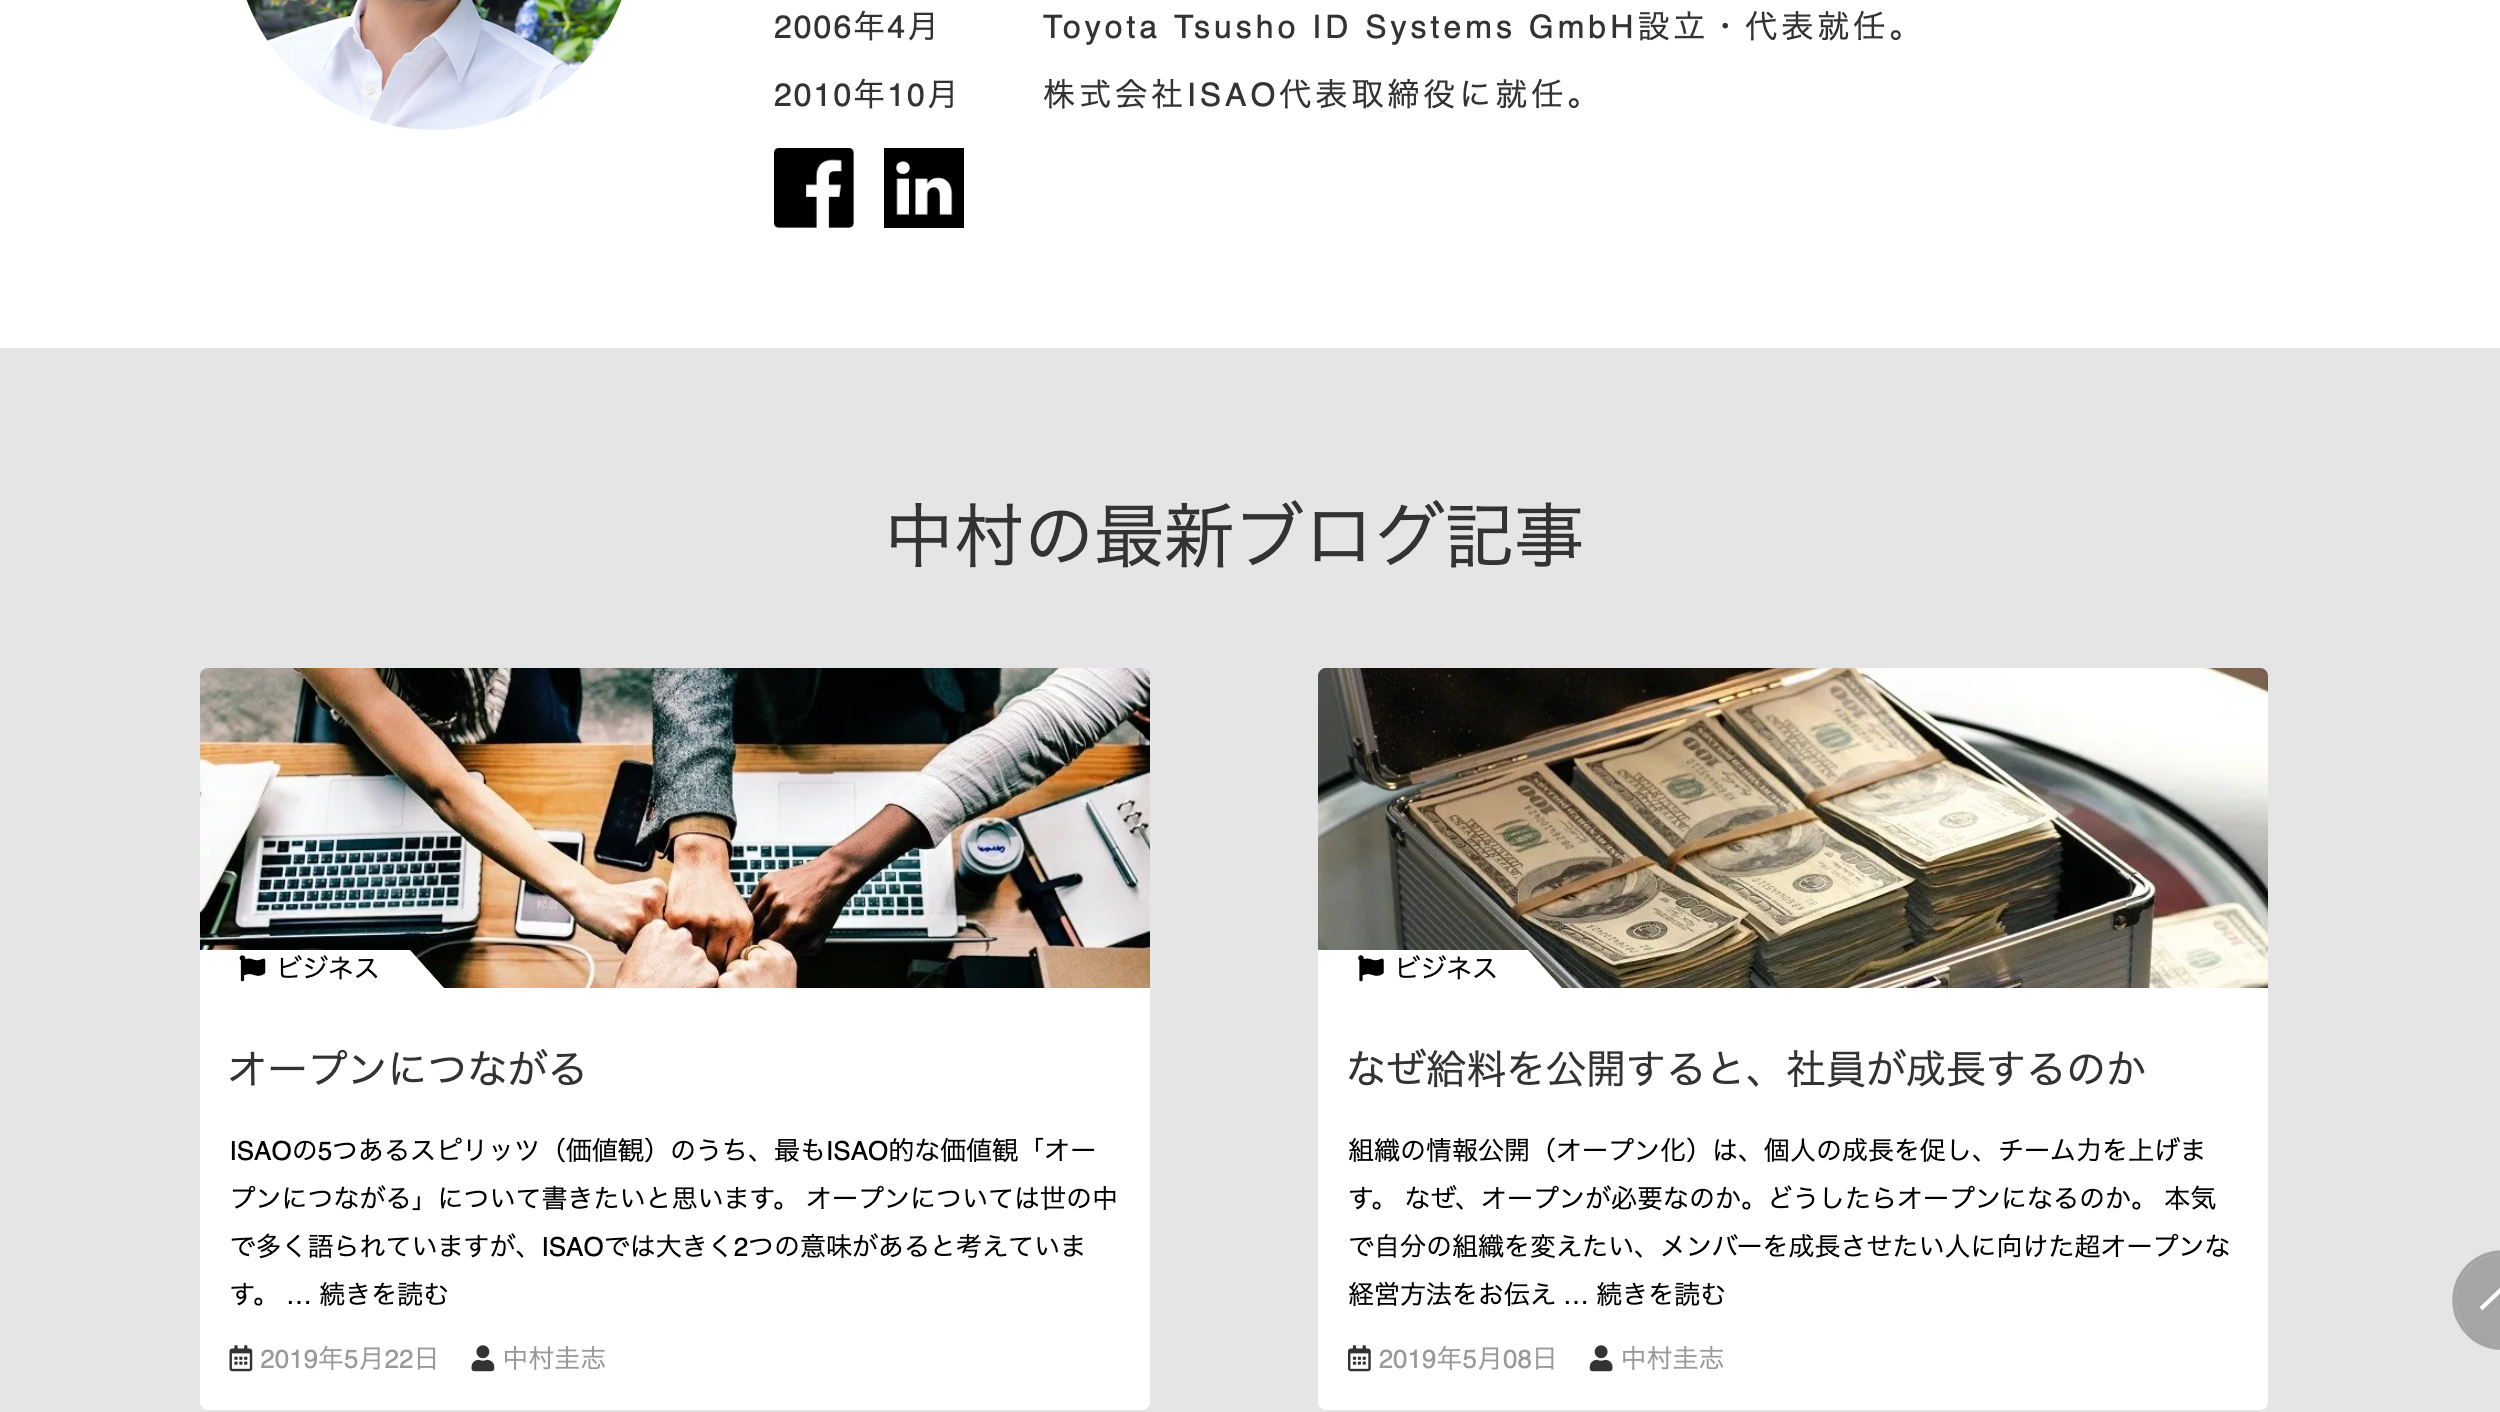 2006年4月 Toyota Tsusho ID Systems GmbH設立・代表就任。
2010年10月 株式会社ISAO代表取締役に就任。
中村の最新ブログ記事
ビジネス
オープンにつながる
ISAOの5つあるスピリッツ（価値観）のうち、最もISAO的な価値観「オー
プンにつながる」について書きたいと思います。 オープンについては世の中
で多く語られていますが、ISAOでは大きく2つの意味があると考えていま
す。 … 続きを読む
2019年5月22日 中村圭志
ビジネス
なぜ給料を公開すると、社員が成長するのか
組織の情報公開（オープン化）は、個人の成長を促し、チーム力を上げま
す。 なぜ、オープンが必要なのか。どうしたらオープンになるのか。 本気
で自分の組織を変えたい、メンバーを成長させたい人に向けた超オープンな
経営方法をお伝え … 続きを読む
2019年5月08日 中村圭志